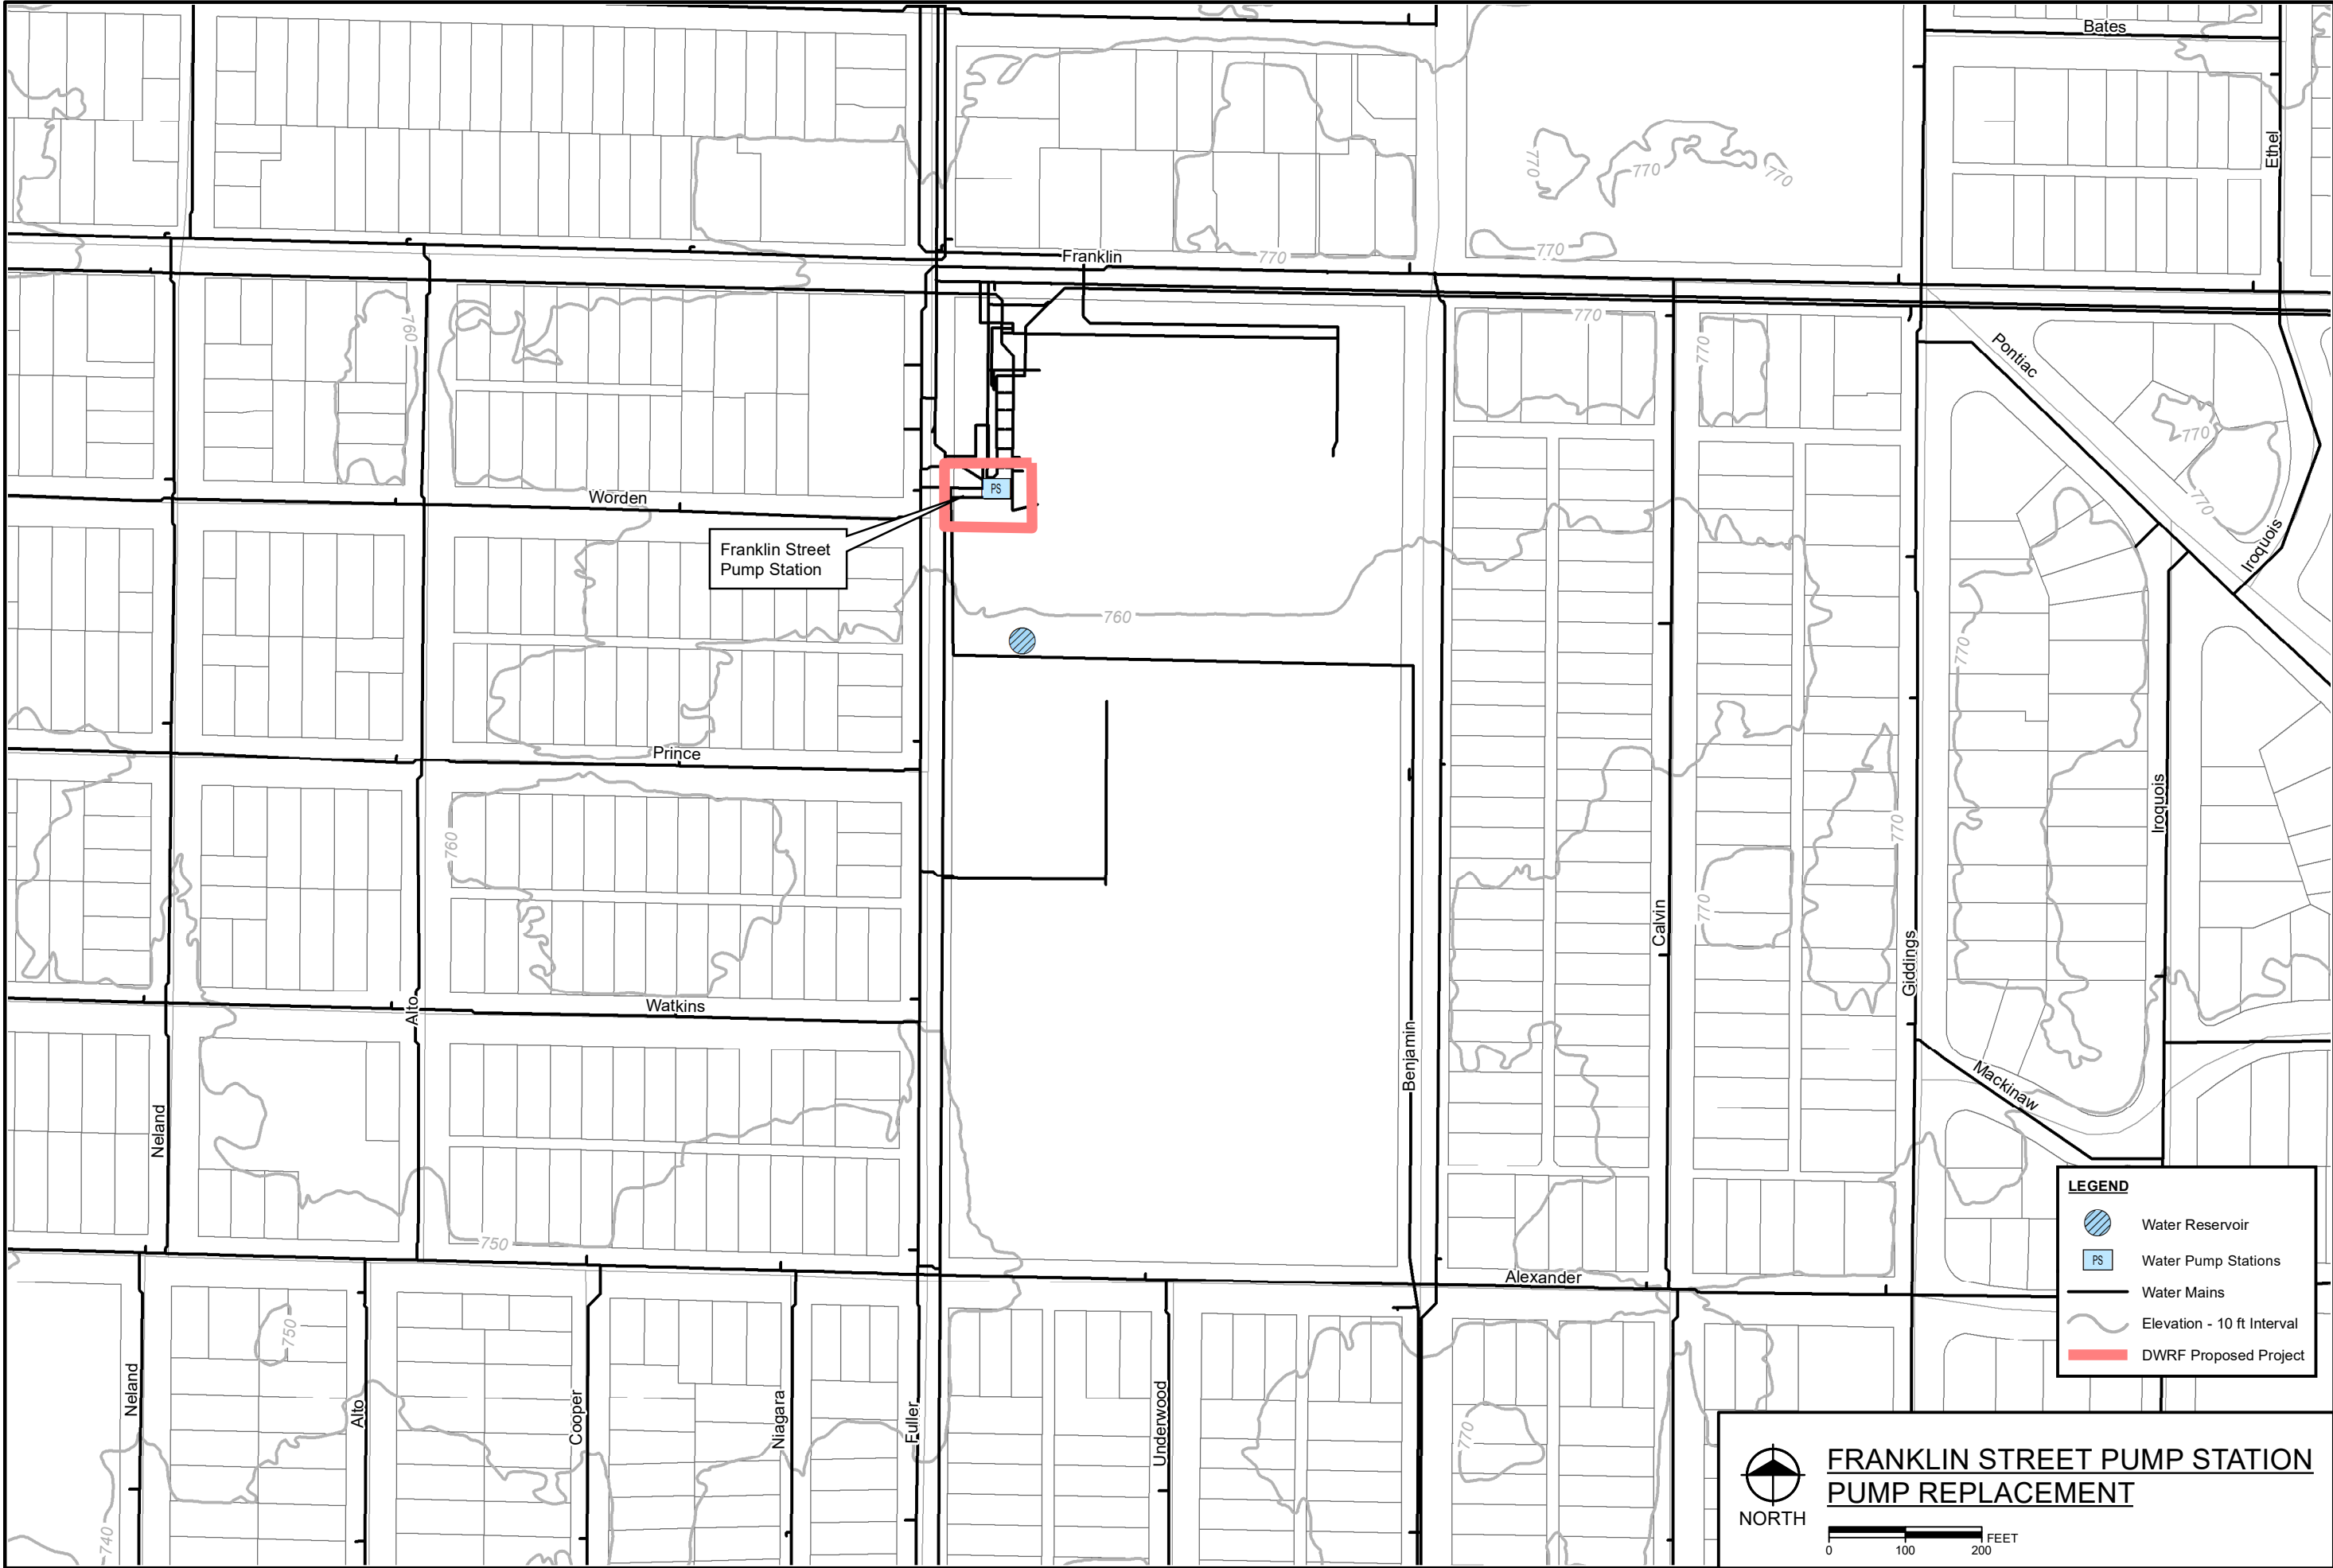 Bates
Ethel
770
770
770
770
Franklin
770
770
760
770
Pontiac
770
770
PS
Worden
Franklin Street
Pump Station
Iroquois
760
770
Prince
760
Iroquois
770
770
Calvin
Giddings
Watkins
Alto
Benjamin
Mackinaw
Neland
750
Alexander
750
Neland
Alto
Cooper
Niagara
Fuller
Underwood
770
740
LEGEND
Water Reservoir
PS
Water Pump Stations
Water Mains
Elevation - 10 ft Interval
DWRF Proposed Project
NORTH
FRANKLIN STREET PUMP STATION
PUMP REPLACEMENT
FEET
0 100 200